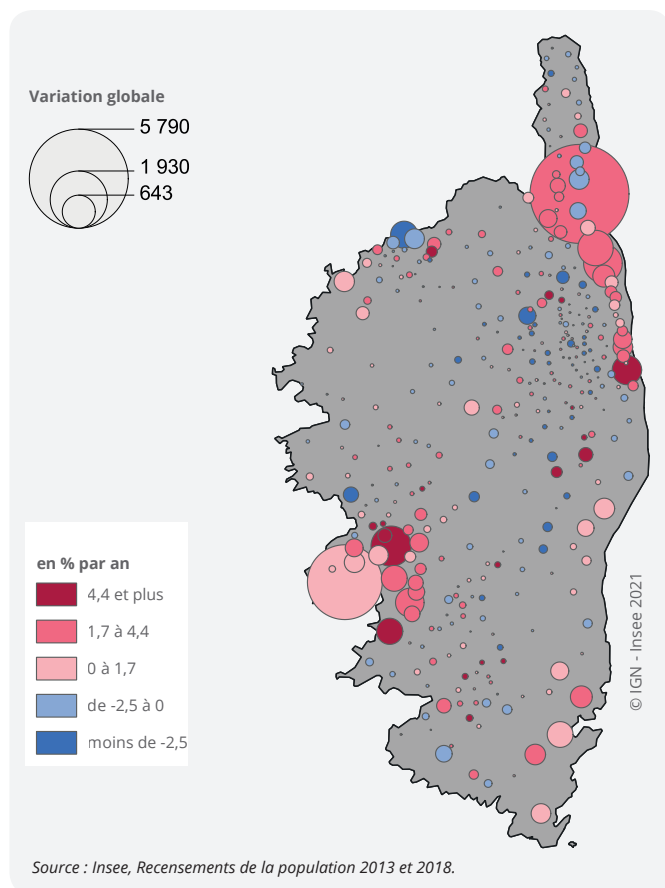 Variation globale
5 790
1 930
643
en % par an
4,4 et plus
1,7 à 4,4
0 à 1,7
de -2,5 à 0
moins de -2,5
© IGN - Insee 2021
Source : Insee, Recensements de la population 2013 et 2018.